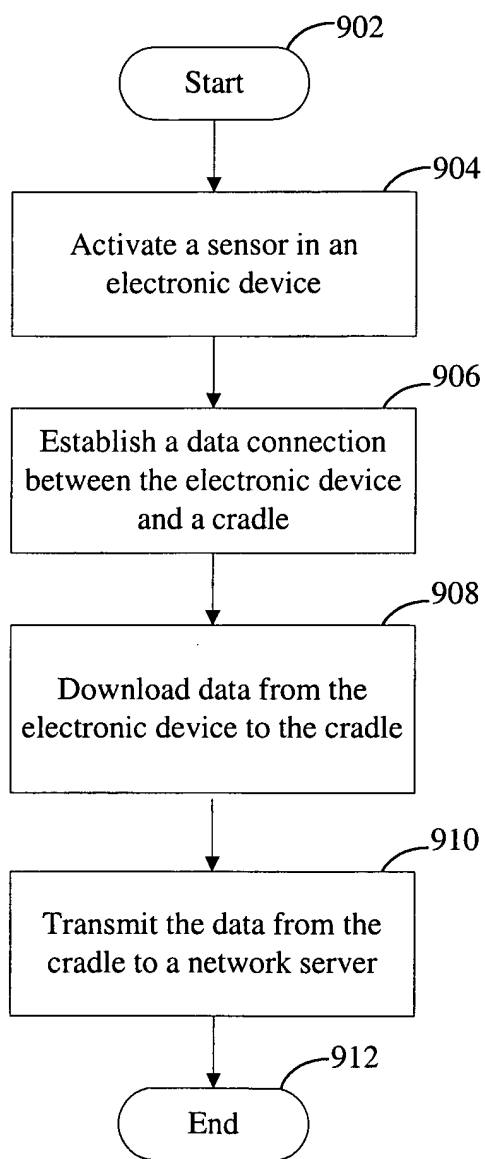 902
Start
904
Activate a sensor in an
electronic device
906
Establish a data connection
between the electronic device
and a cradle
908
Download data from the
electronic device to the cradle
910
Transmit the data from the
cradle to a network server
912
End